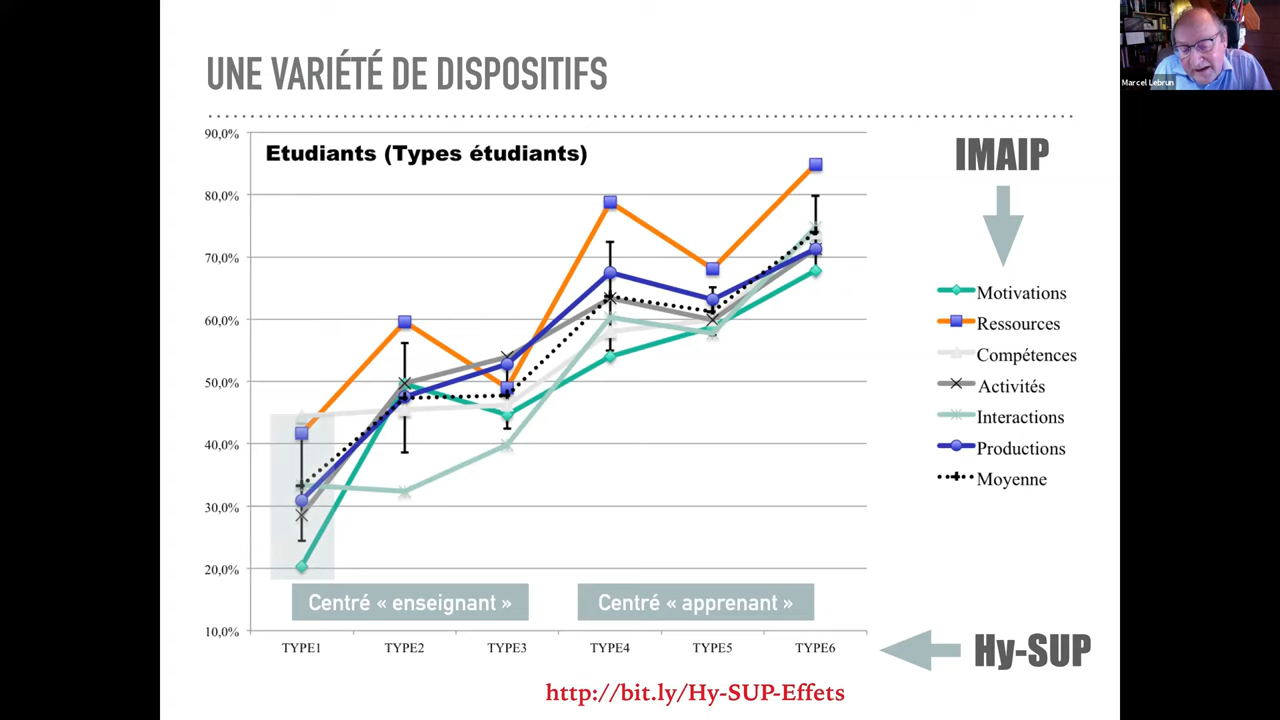 UNE VARIÉTÉ DE DISPOSITIFS
Marcel Lebrun
90,0%
80,0%
70,0%
60,0%
50,0%
40,0%
30,0%
20,0%
10,0%
Etudiants (Types étudiants)
IMAIP
Motivations
Ressources
Compétences
Activités
Interactions
Productions
Moyenne
Centré « enseignant »
Centré « apprenant »
TYPE1
TYPE2
TYPE3
TYPE4
TYPE5
TYPE6
Hy-SUP
http://bit.ly/Hy-SUP-Effets